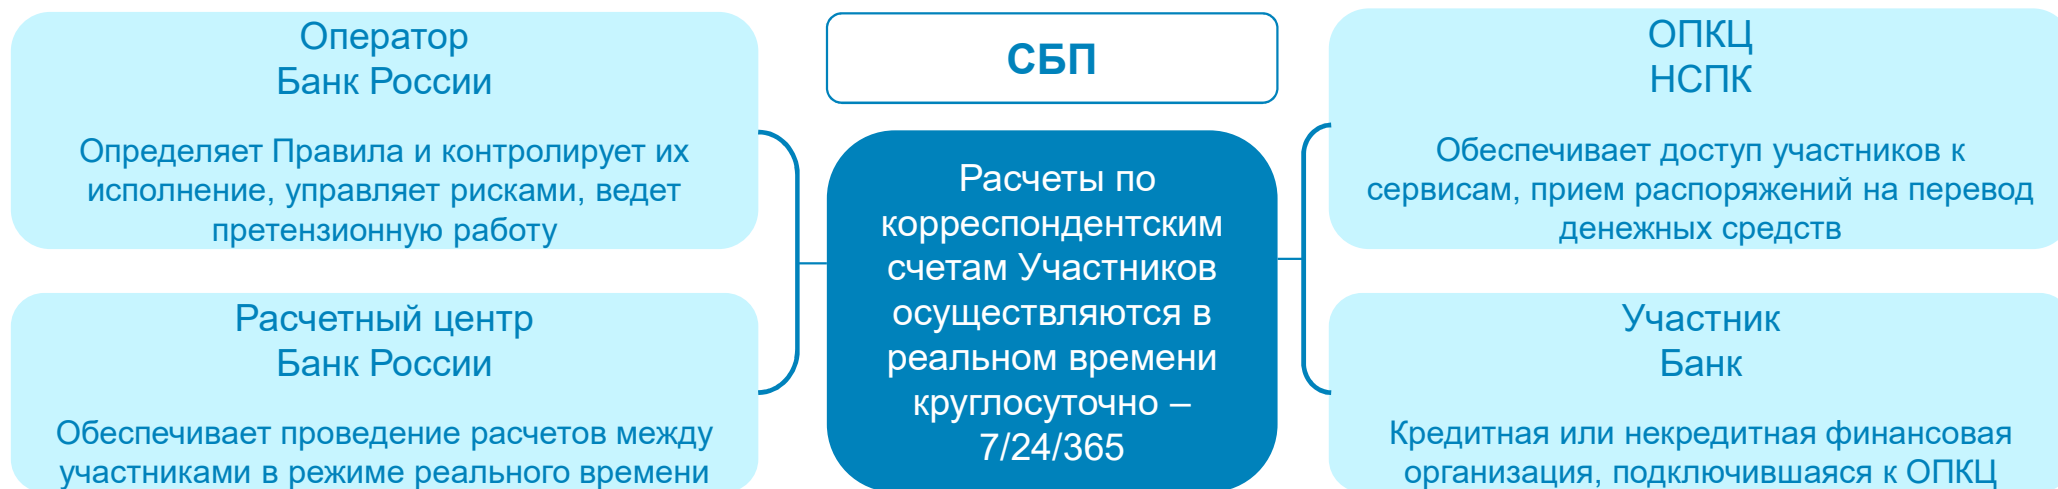 Оператор
Банк России
Определяет Правила и контролирует их
исполнение, управляет рисками, ведет
претензионную работу
Расчетный центр
Банк России
Обеспечивает проведение расчетов между
участниками в режиме реального времени
СБП
Расчеты по
корреспондентским
счетам Участников
осуществляются в
реальном времени
круглосуточно –
7/24/365
ОПКЦ
НСПК
Обеспечивает доступ участников к
сервисам, прием распоряжений на перевод
денежных средств
Участник
Банк
Кредитная или некредитная финансовая
организация, подключившаяся к ОПКЦ